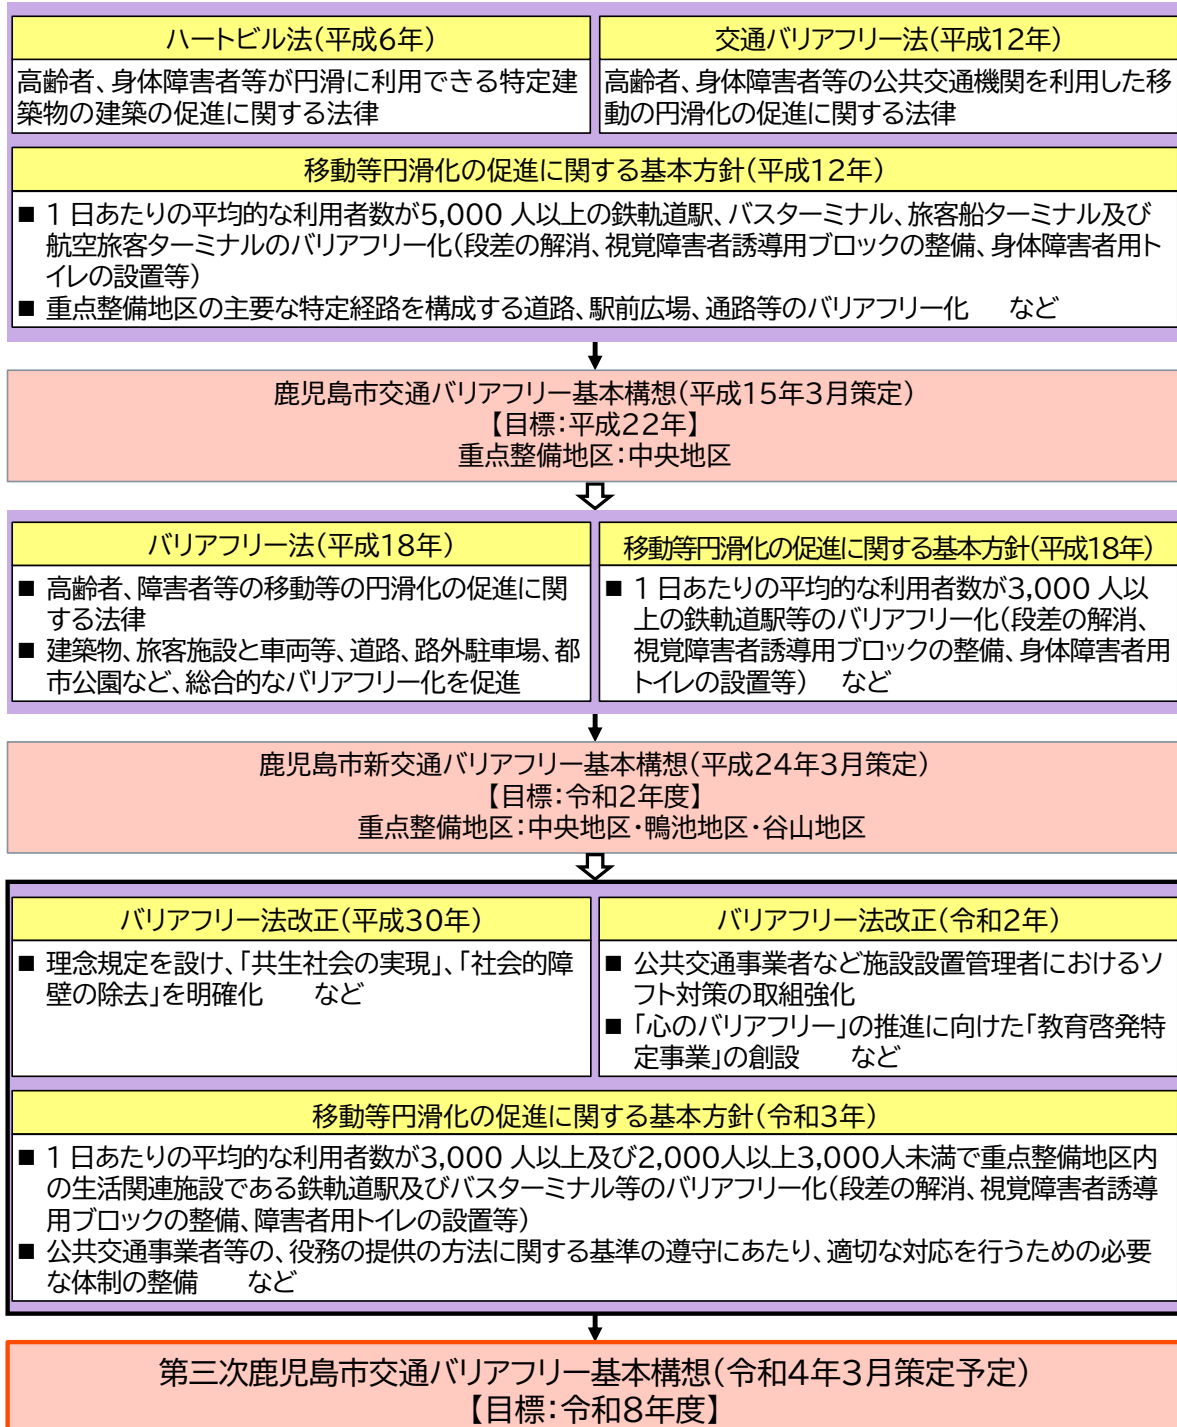 ハートビル法(平成6年)
高齢者、身体障害者等が円滑に利用できる特定建
築物の建築の促進に関する法律
交通バリアフリー法(平成12年)
高齢者、身体障害者等の公共交通機関を利用した移
動の円滑化の促進に関する法律
移動等円滑化の促進に関する基本方針(平成12年)
■ 1日あたりの平均的な利用者数が5,000 人以上の鉄軌道駅、バスターミナル、旅客船ターミナル及び
航空旅客ターミナルのバリアフリー化(段差の解消、視覚障害者誘導用ブロックの整備、身体障害者用ト
イレの設置等)
■ 重点整備地区の主要な特定経路を構成する道路、駅前広場、通路等のバリアフリー化　など
鹿児島市交通バリアフリー基本構想(平成15年3月策定)
【目標:平成22年】
重点整備地区:中央地区
バリアフリー法(平成18年)
■ 高齢者、障害者等の移動等の円滑化の促進に関
する法律
■ 建築物、旅客施設と車両等、道路、路外駐車場、都
市公園など、総合的なバリアフリー化を促進
移動等円滑化の促進に関する基本方針(平成18年)
■ 1日あたりの平均的な利用者数が3,000 人以
上の鉄軌道駅等のバリアフリー化(段差の解消、
視覚障害者誘導用ブロックの整備、身体障害者用
トイレの設置等)　など
鹿児島市新交通バリアフリー基本構想(平成24年3月策定)
【目標:令和2年度】
重点整備地区:中央地区・鴨池地区・谷山地区
バリアフリー法改正(平成30年)
■ 理念規定を設け、「共生社会の実現」、「社会的障
壁の除去」を明確化　など
バリアフリー法改正(令和2年)
■ 公共交通事業者など施設設置管理者におけるソ
フト対策の取組強化
■ 「心のバリアフリー」の推進に向けた「教育啓発特
定事業」の創設　など
移動等円滑化の促進に関する基本方針(令和3年)
■ 1日あたりの平均的な利用者数が3,000 人以上及び2,000人以上3,000人未満で重点整備地区内
の生活関連施設である鉄軌道駅及びバスターミナル等のバリアフリー化(段差の解消、視覚障害者誘導
用ブロックの整備、障害者用トイレの設置等)
■ 公共交通事業者等の、役務の提供の方法に関する基準の遵守にあたり、適切な対応を行うための必要
な体制の整備　など
第三次鹿児島市交通バリアフリー基本構想(令和4年3月策定予定)
【目標:令和8年度】